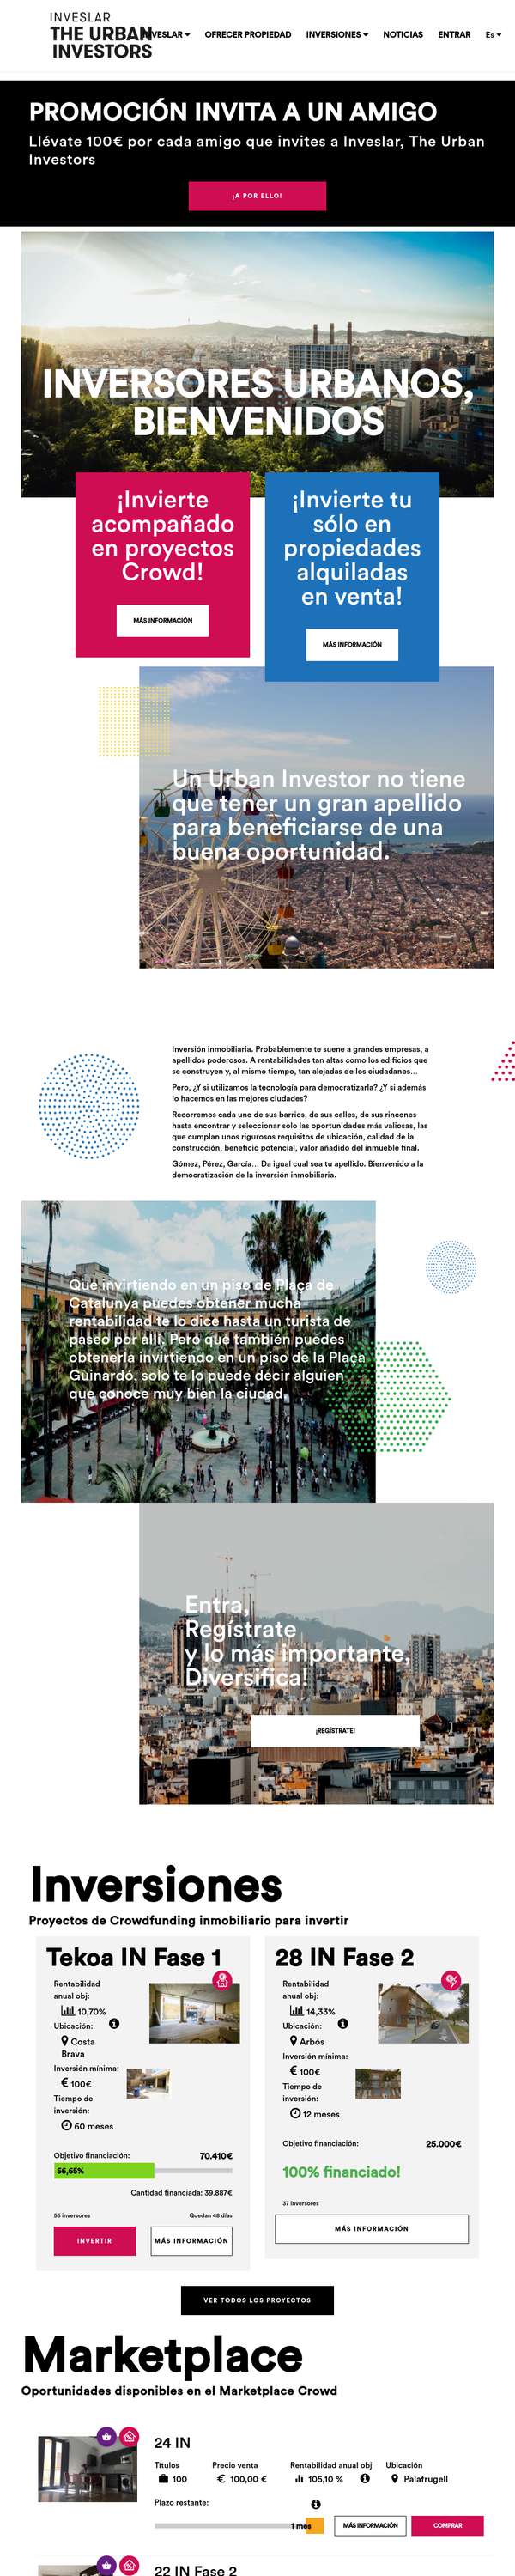 INVESLAR
THE URBAN
INVESTORS
INVESLAR
OFRECER PROPIEDAD
INVERSIONES
NOTICIAS
ENTRAR
Es
PROMOCIÓN INVITA A UN AMIGO
Llévate 100€ por cada amigo que invites a Inveslar, The Urban
Investors
¡A POR ELLO!
INVERSORES URBANOS,
BIENVENIDOS
¡Invierte
acompañado
en proyectos
Crowd!
MÁS INFORMACIÓN
¡Invierte tu
sólo en
propiedades
alquiladas
en venta!
MÁS INFORMACIÓN
Un Urban Investor no tiene
que tener un gran apellido
para beneficiarse de una
buena oportunidad.
Inversión inmobiliaria. Probablemente te suene a grandes empresas, a
apellidos poderosos. A rentabilidades tan altas como los edificios que
se construyen y, al mismo tiempo, tan alejadas de los ciudadanos...
Pero, ¿Y si utilizamos la tecnología para democratizarla? ¿Y si además
lo hacemos en las mejores ciudades?
Recorremos cada uno de sus barrios, de sus calles, de sus rincones
hasta encontrar y seleccionar solo las oportunidades más valiosas, las
que cumplan unos rigurosos requisitos de ubicación, calidad de la
construcción, beneficio potencial, valor añadido del inmueble final.
Gómez, Pérez, García... Da igual cual sea tu apellido. Bienvenido a la
democratización de la inversión inmobiliaria.
Que invirtiendo en un piso de Plaça de
Catalunya puedes obtener mucha
rentabilidad te lo dice hasta un turista de
paseo por allí. Pero que también puedes
obtenerla invirtiendo en un piso de la Plaça
Guinardó, solo te lo puede decir alguien
que conoce muy bien la ciudad.
Entra,
Regístrate
y lo más importante,
Diversifica!
¡REGÍSTRATE!
Inversiones
Proyectos de Crowdfunding inmobiliario para invertir
Tekoa IN Fase 1
Rentabilidad
anual obj:
10,70%
Ubicación:
Costa
Brava
Inversión mínima:
€ 100€
Tiempo de
inversión:
60 meses
Objetivo financiación: 70.410€
56,65%
Cantidad financiada: 39.887€
55 inversores Quedan 48 días
INVERTIR
MÁS INFORMACIÓN
28 IN Fase 2
Rentabilidad
anual obj:
14,33%
Ubicación:
Arbós
Inversión mínima:
€ 100€
Tiempo de
inversión:
12 meses
Objetivo financiación: 25.000€
100% financiado!
37 inversores
MÁS INFORMACIÓN
VER TODOS LOS PROYECTOS
Marketplace
Oportunidades disponibles en el Marketplace Crowd
24 IN
Títulos Precio venta Rentabilidad anual obj Ubicación
100 € 100,00 € 105,10 % Palafrugell
Plazo restante:
1 mes
MÁS INFORMACIÓN
COMPRAR
22 IN Fase 2